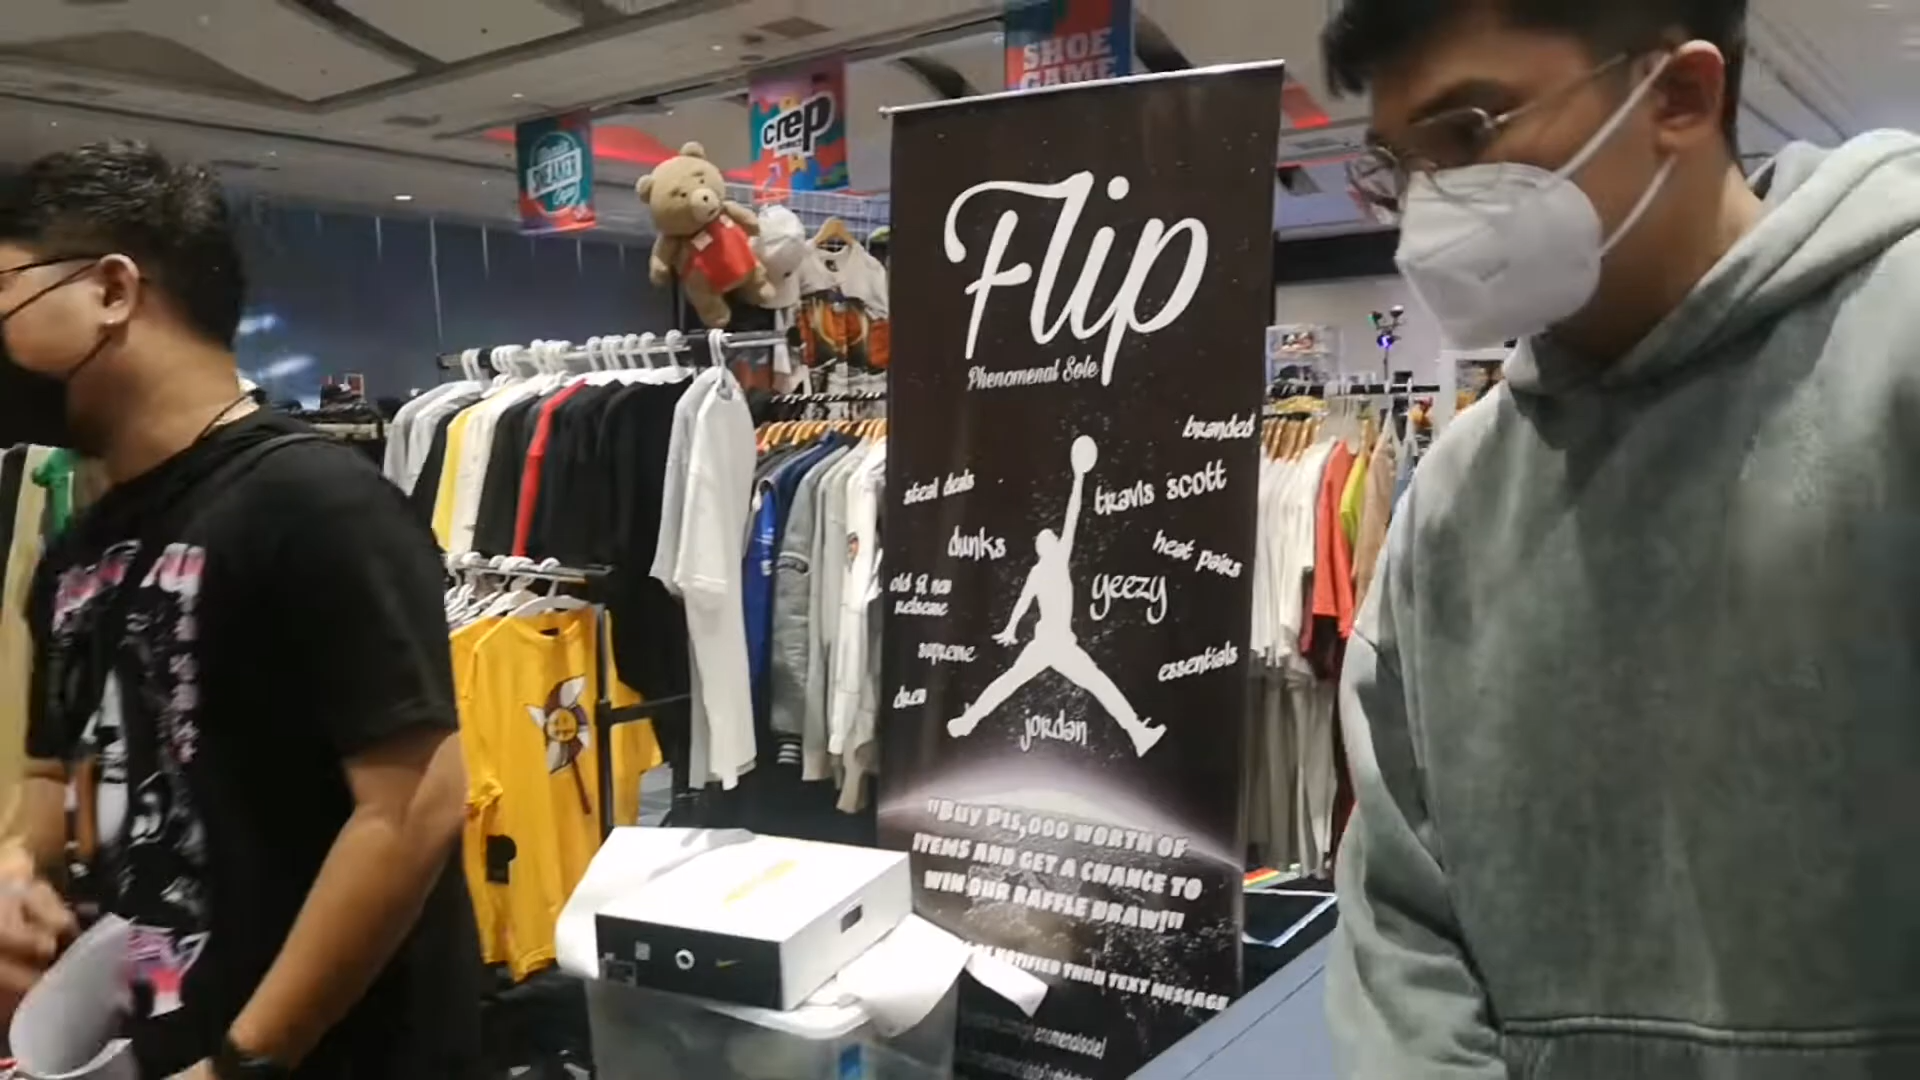 SHOE
GAME
crep
SNEAKER
Flip
Phenomenal Sole
branded
steal deals
travis scott
dunks
heat pairs
old & new
release
yeezy
supreme
essentials
drew
jordan
"BUY P15,000 WORTH OF
ITEMS AND GET A CHANCE TO
WIN OUR RAFFLE DRAW!!!
NOTIFIED THRU TEXT MESSAGE